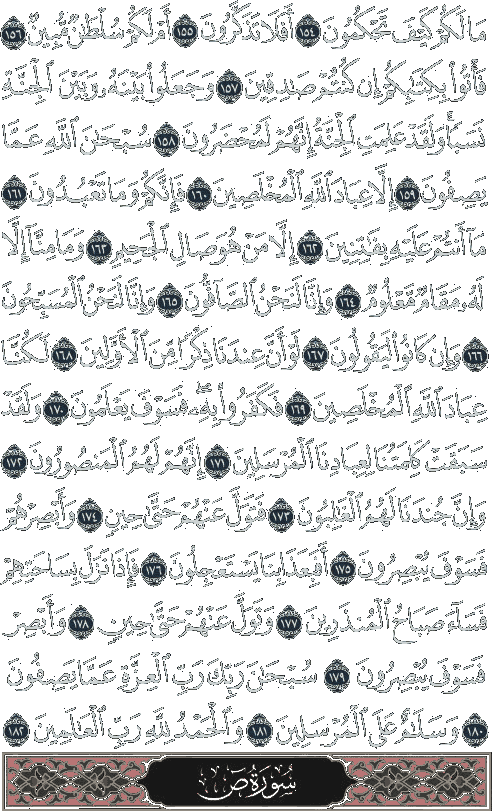 مَا لَكُمْ كَيْفَ تَحْكُمُونَ ١٥٤ أَفَلَا تَذَكَّرُونَ ١٥٥ أَمْ لَكُمْ سُلْطَٰنٌ مُّبِينٌ ١٥٦
فَأْتُوا۟ بِكِتَٰبِكُمْ إِن كُنتُمْ صَٰدِقِينَ ١٥٧ وَجَعَلُوا۟ بَيْنَهُۥ وَبَيْنَ ٱلْجِنَّةِ
نَسَبًا ۚ وَلَقَدْ عَلِمَتِ ٱلْجِنَّةُ إِنَّهُمْ لَمُحْضَرُونَ ١٥٨ سُبْحَٰنَ ٱللَّهِ عَمَّا
يَصِفُونَ ١٥٩ إِلَّا عِبَادَ ٱللَّهِ ٱلْمُخْلَصِينَ ١٦٠ فَإِنَّكُمْ وَمَا تَعْبُدُونَ ١٦١
مَآ أَنتُمْ عَلَيْهِ بِفَٰتِنِينَ ١٦٢ إِلَّا مَنْ هُوَ صَالِ ٱلْجَحِيمِ ١٦٣ وَمَا مِنَّآ إِلَّا
لَهُۥ مَقَامٌ مَّعْلُومٌ ١٦٤ وَإِنَّا لَنَحْنُ ٱلصَّآفُّونَ ١٦٥ وَإِنَّا لَنَحْنُ ٱلْمُسَبِّحُونَ
١٦٦ وَإِن كَانُوا۟ لَيَقُولُونَ ١٦٧ لَوْ أَنَّ عِندَنَا ذِكْرًا مِّنَ ٱلْأَوَّلِينَ ١٦٨ لَكُنَّا
عِبَادَ ٱللَّهِ ٱلْمُخْلَصِينَ ١٦٩ فَكَفَرُوا۟ بِهِۦ ۖ فَسَوْفَ يَعْلَمُونَ ١٧٠ وَلَقَدْ
سَبَقَتْ كَلِمَتُنَا لِعِبَادِنَا ٱلْمُرْسَلِينَ ١٧١ إِنَّهُمْ لَهُمُ ٱلْمَنصُورُونَ ١٧٢
وَإِنَّ جُندَنَا لَهُمُ ٱلْغَٰلِبُونَ ١٧٣ فَتَوَلَّ عَنْهُمْ حَتَّىٰ حِينٍ ١٧٤ وَأَبْصِرْهُمْ
فَسَوْفَ يُبْصِرُونَ ١٧٥ أَفَبِعَذَابِنَا يَسْتَعْجِلُونَ ١٧٦ فَإِذَا نَزَلَ بِسَاحَتِهِمْ
فَسَآءَ صَبَاحُ ٱلْمُنذَرِينَ ١٧٧ وَتَوَلَّ عَنْهُمْ حَتَّىٰ حِينٍ ١٧٨ وَأَبْصِرْ
فَسَوْفَ يُبْصِرُونَ ١٧٩ سُبْحَٰنَ رَبِّكَ رَبِّ ٱلْعِزَّةِ عَمَّا يَصِفُونَ
١٨٠ وَسَلَٰمٌ عَلَى ٱلْمُرْسَلِينَ ١٨١ وَٱلْحَمْدُ لِلَّهِ رَبِّ ٱلْعَٰلَمِينَ ١٨٢
سُورَةُ ص